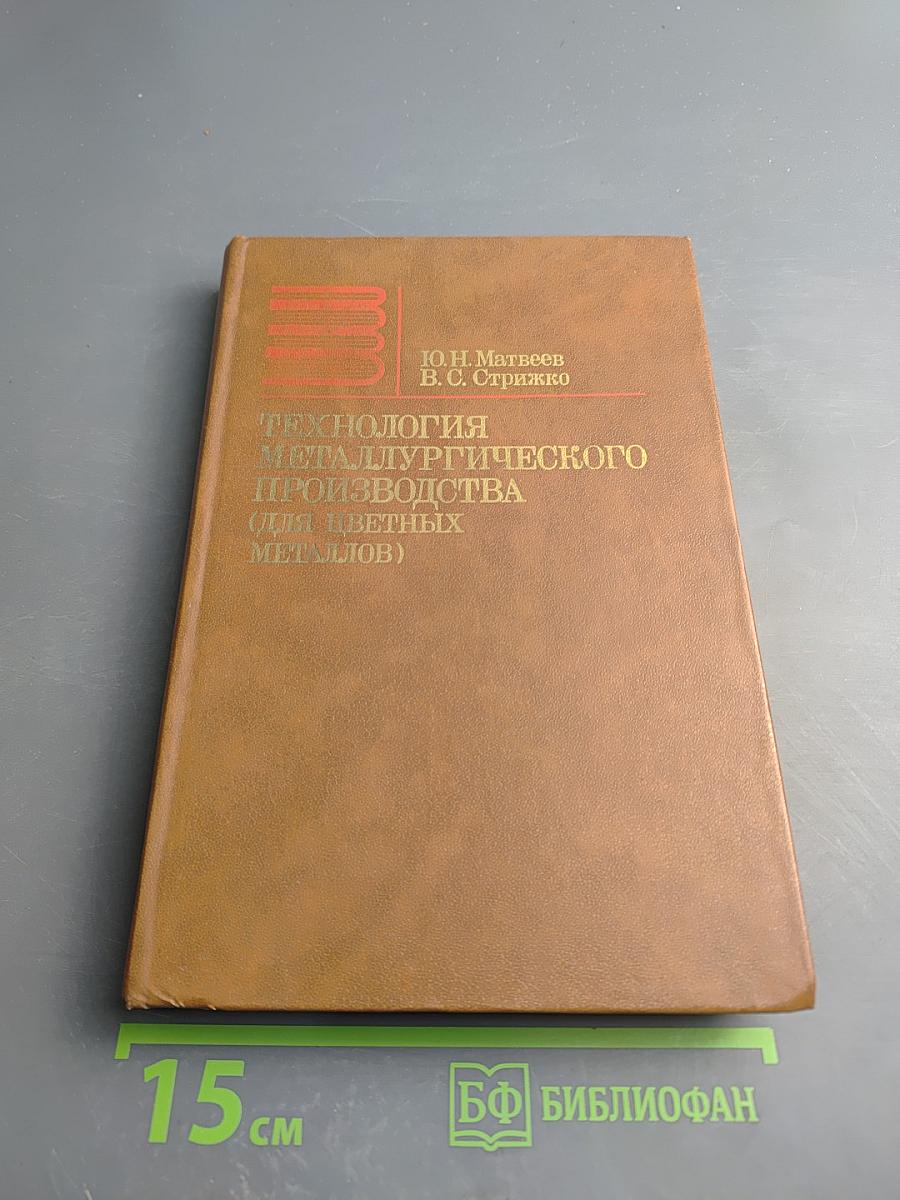 Ю.Н. Матвеев
В. С. Стрижко
ТЕХНОЛОГИЯ
МЕТАЛЛУРГИЧЕСКОГО
ПРОИЗВОДСТВА
(ДЛЯ ЦВЕТНЫХ
МЕТАЛЛОВ)
15 см
БФ БИБЛИОФАН